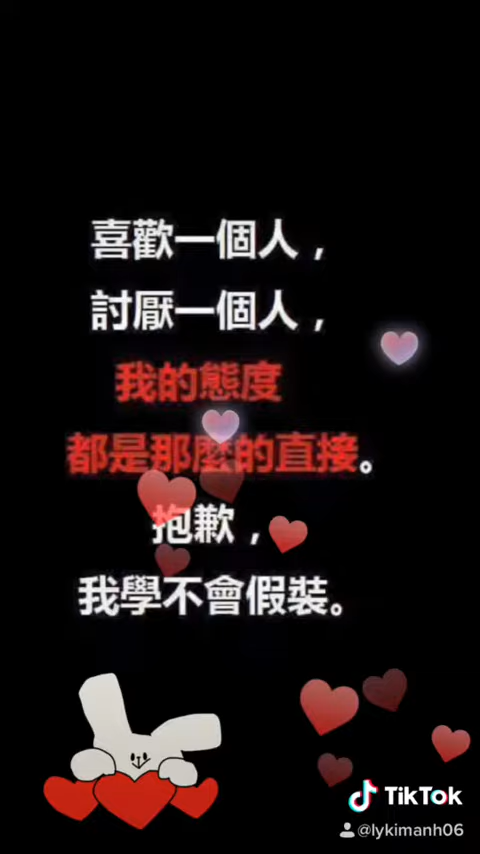 喜歡一個人，
討厭一個人，
我的態度
都是那麼的直接。
抱歉，
我學不會假裝。
TikTok
@lykimanh06